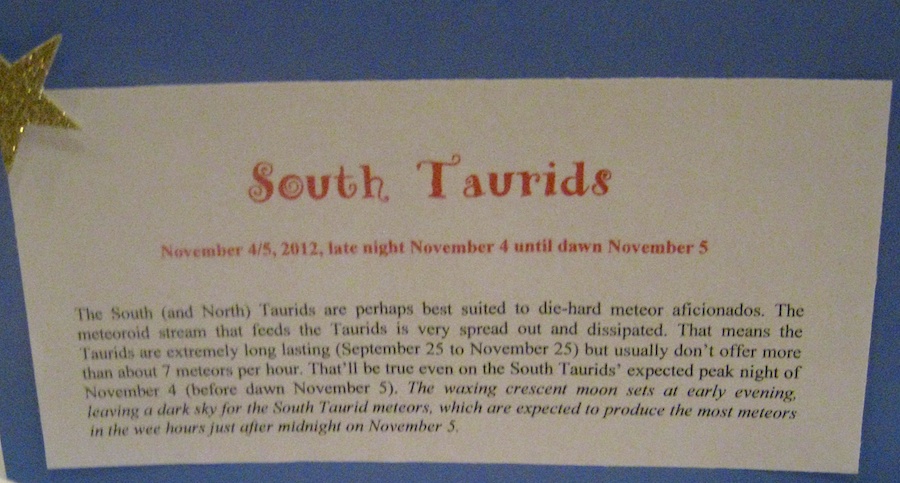 South Taurids
November 4/5, 2012, late night November 4 until dawn November 5
The South (and North) Taurids are perhaps best suited to die-hard meteor aficionados. The
meteoroid stream that feeds the Taurids is very spread out and dissipated. That means the
Taurids are extremely long lasting (September 25 to November 25) but usually don't offer more
than about 7 meteors per hour. That'll be true even on the South Taurids' expected peak night of
November 4 (before dawn November 5). The waxing crescent moon sets at early evening,
leaving a dark sky for the South Taurid meteors, which are expected to produce the most meteors
in the wee hours just after midnight on November 5.